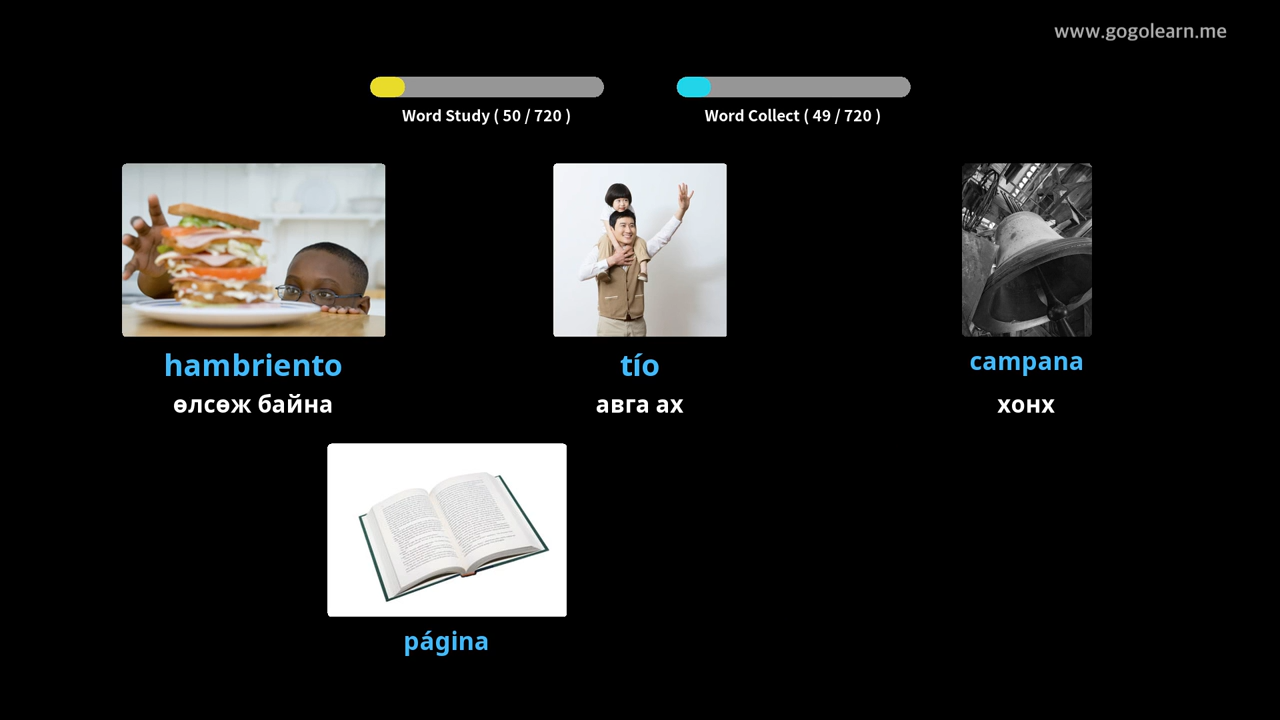 www.gogolearn.me
Word Study ( 50 / 720 )
Word Collect ( 49 / 720 )
hambriento
өлсөж байна
tío
авга ах
campana
хонх
página